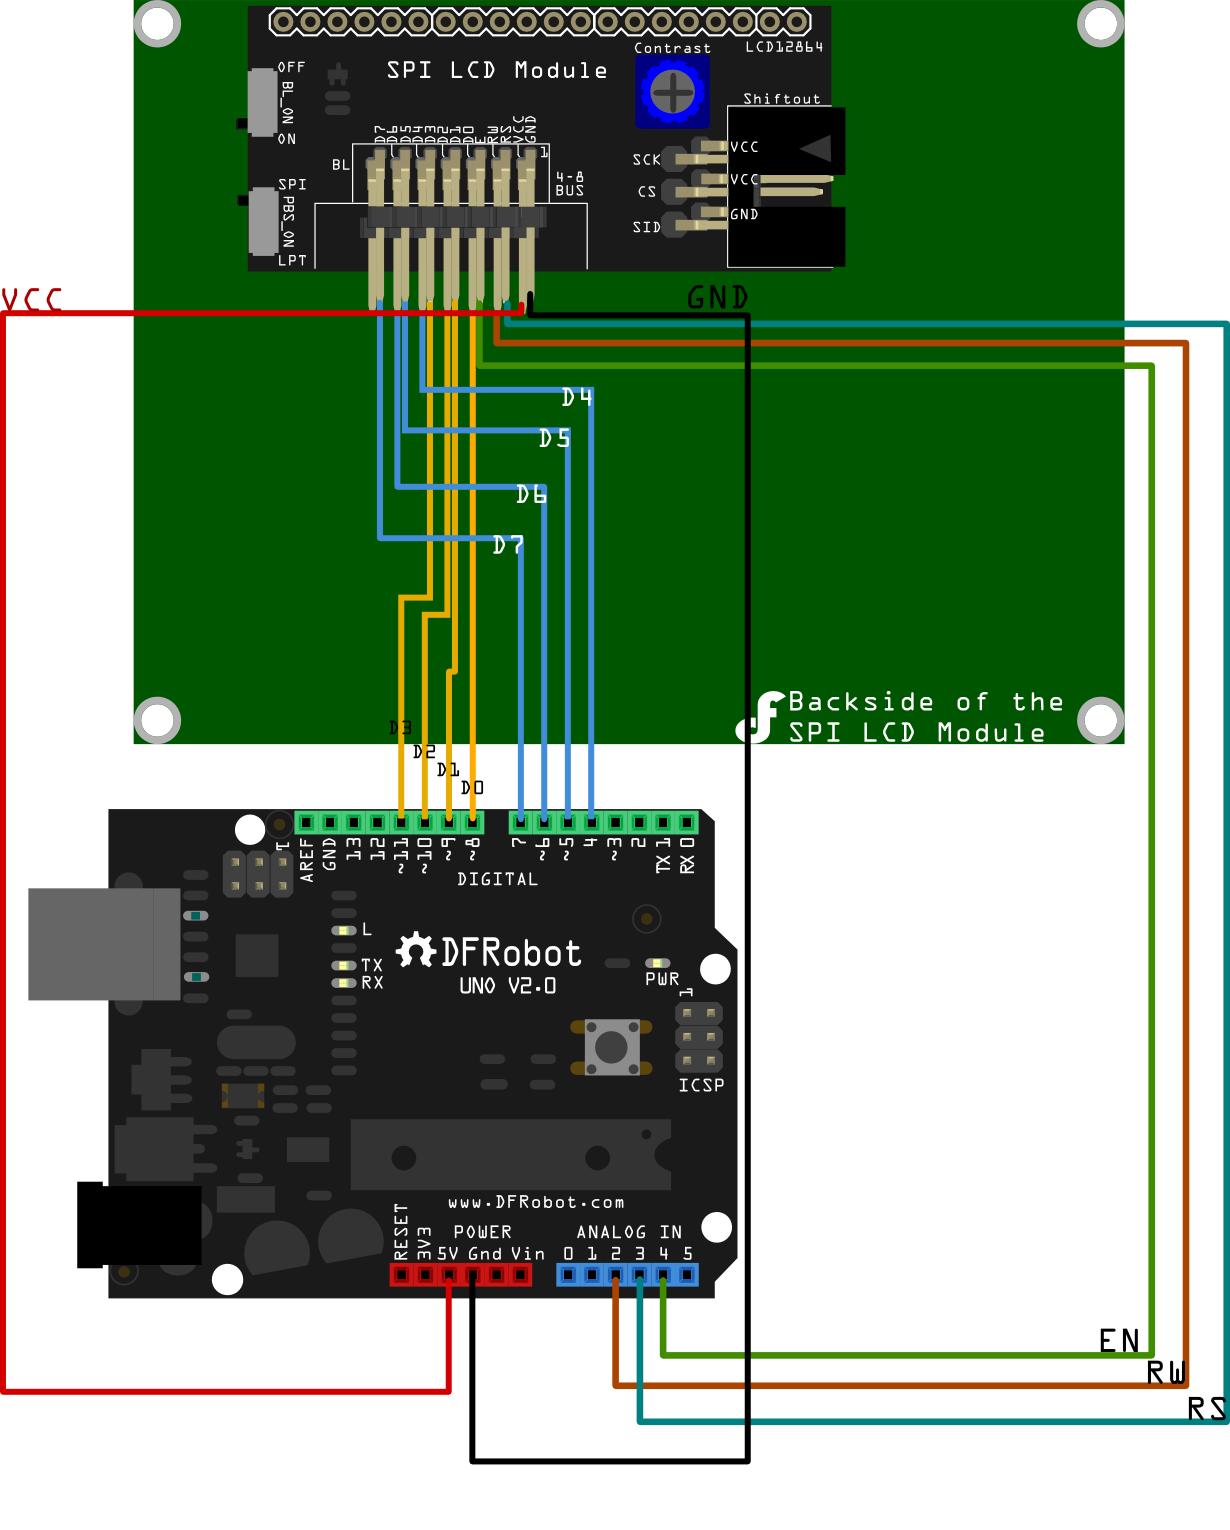 Contrast
LCD12864
SPI LCD Module
OFF
BL_ON
ON
Shiftout
D7
D6
D5
D4
D3
D2
D1
D0
E
RW
RS
VCC
GND
1
BL
4-8
BUS
SCK
VCC
CS
VCC
SID
GND
SPI
PBS_ON
LPT
VCC
GND
D4
D5
D6
D7
Backside of the
SPI LCD Module
D3
D2
D1
D0
1
AREF
GND
13
12
~11
~10
~9
~8
7
~6
~5
4
~3
2
TX 1
RX 0
DIGITAL
L
TX
RX
DFRobot
UNO V2.0
PWR
1
ICSP
www.DFRobot.com
RESET
3V3
POWER
ANALOG IN
5V Gnd Vin
0 1 2 3 4 5
EN
RW
RS